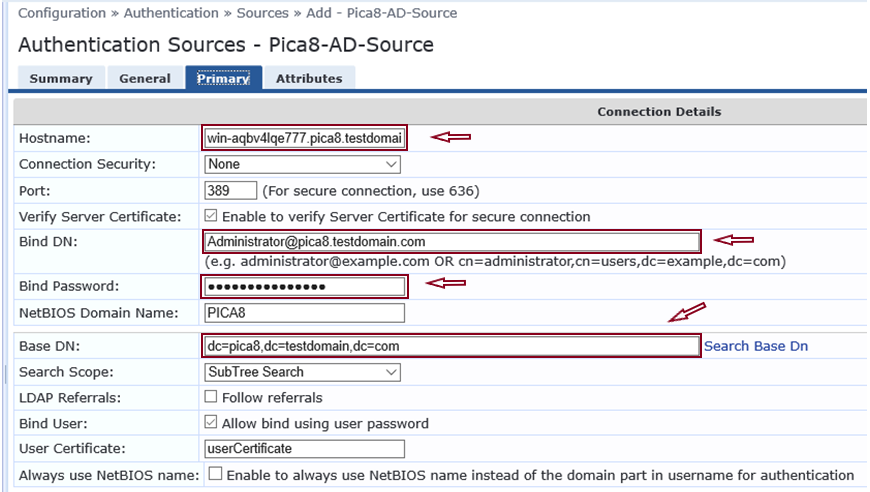 Configuration » Authentication » Sources » Add - Pica8-AD-Source
Authentication Sources - Pica8-AD-Source
Summary General Primary Attributes
Connection Details
Hostname: win-aqbv4lqe777.pica8.testdomai
Connection Security: None
Port: 389 (For secure connection, use 636)
Verify Server Certificate: Enable to verify Server Certificate for secure connection
Bind DN: Administrator@pica8.testdomain.com
(e.g. administrator@example.com OR cn=administrator,cn=users,dc=example,dc=com)
Bind Password: •••••••••••••••
NetBIOS Domain Name: PICA8
Base DN: dc=pica8,dc=testdomain,dc=com Search Base Dn
Search Scope: SubTree Search
LDAP Referrals: Follow referrals
Bind User: Allow bind using user password
User Certificate: userCertificate
Always use NetBIOS name: Enable to always use NetBIOS name instead of the domain part in username for authentication